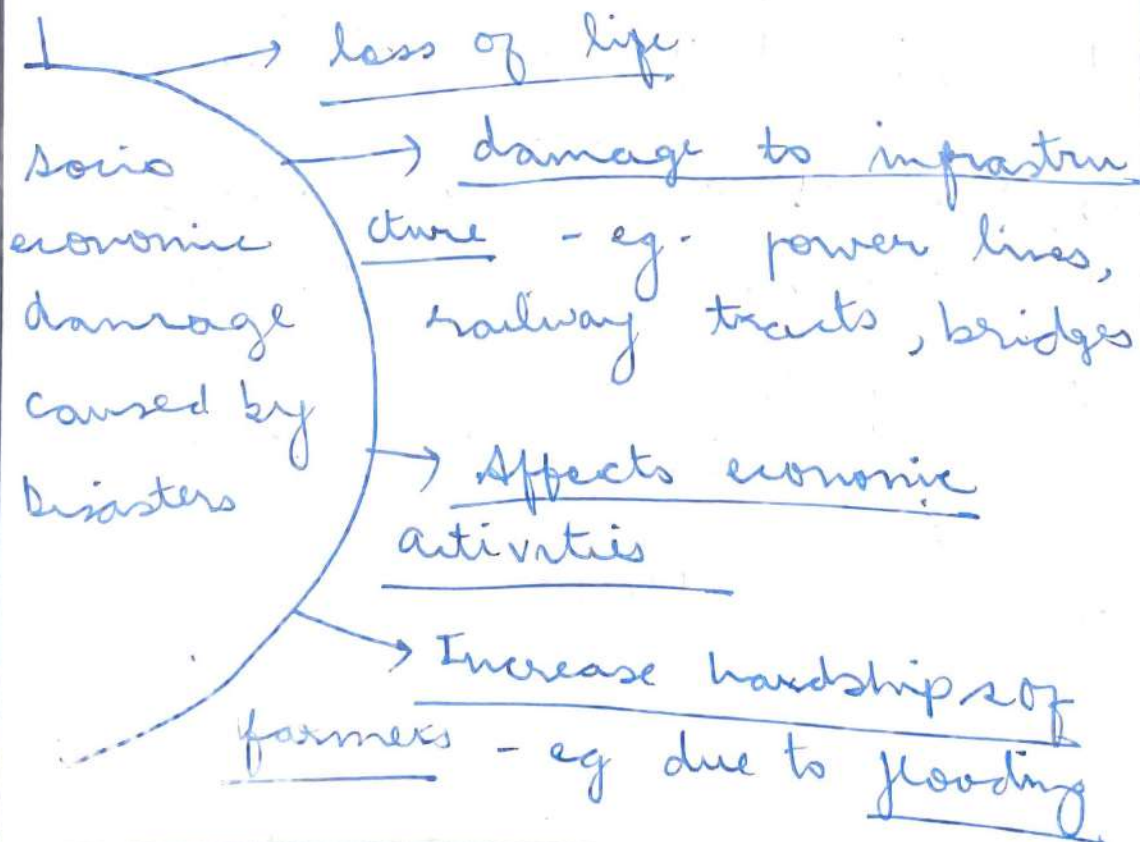 loss of life
socio
economic
damage
caused by
Disasters
damage to infrastru
cture - eg - power lines,
railway tracts, bridges
Affects economic
activities
Increase hardships of
farmers - eg due to flooding